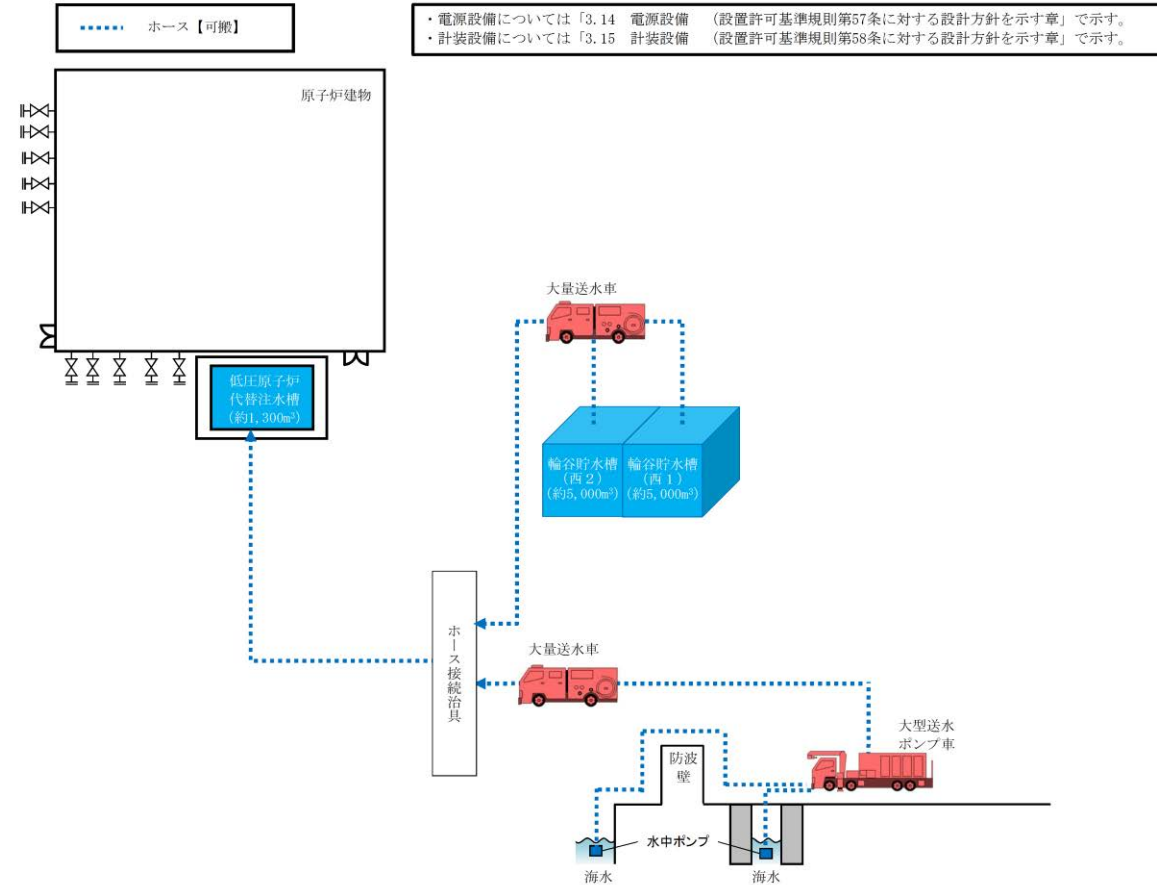 ホース【可搬】
・電源設備については「3.14　電源設備　（設置許可基準規則第57条に対する設計方針を示す章」で示す。
・計装設備については「3.15　計装設備　（設置許可基準規則第58条に対する設計方針を示す章」で示す。
原子炉建物
大量送水車
低圧原子炉
代替注水槽
（約1,300m³）
輪谷貯水槽
（西２）
（約5,000m³）
輪谷貯水槽
（西１）
（約5,000m³）
ホース接続治具
大量送水車
大型送水
ポンプ車
防波
壁
水中ポンプ
海水
海水